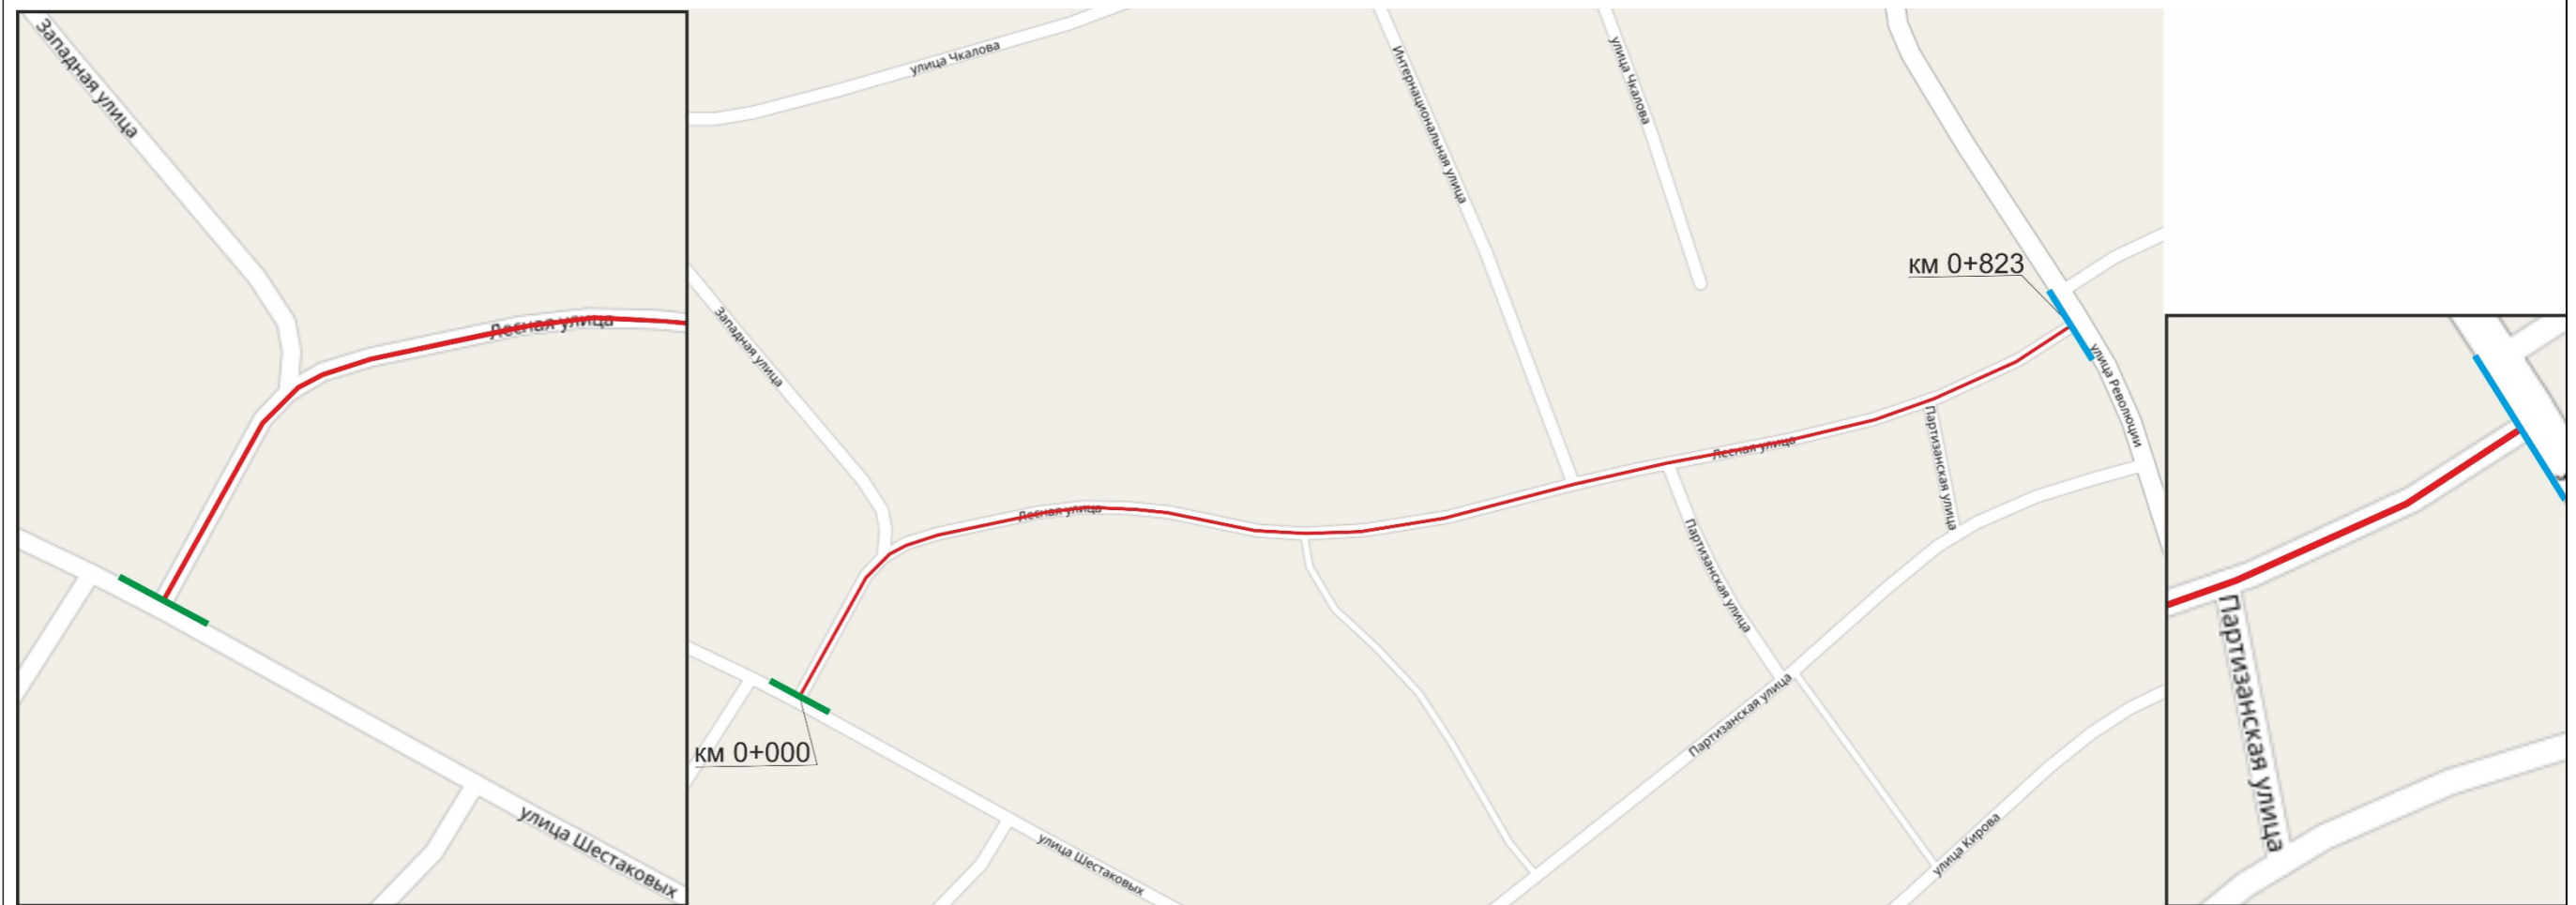 Западная улица
Лесная улица
улица Шестаковых
улица Чкалова
Интернациональная улица
улица Чкалова
км 0+823
Западная улица
улица Революции
Лесная улица
Партизанская улица
Лесная улица
Партизанская улица
Партизанская улица
км 0+000
улица Шестаковых
улица Кирова
Партизанская улица